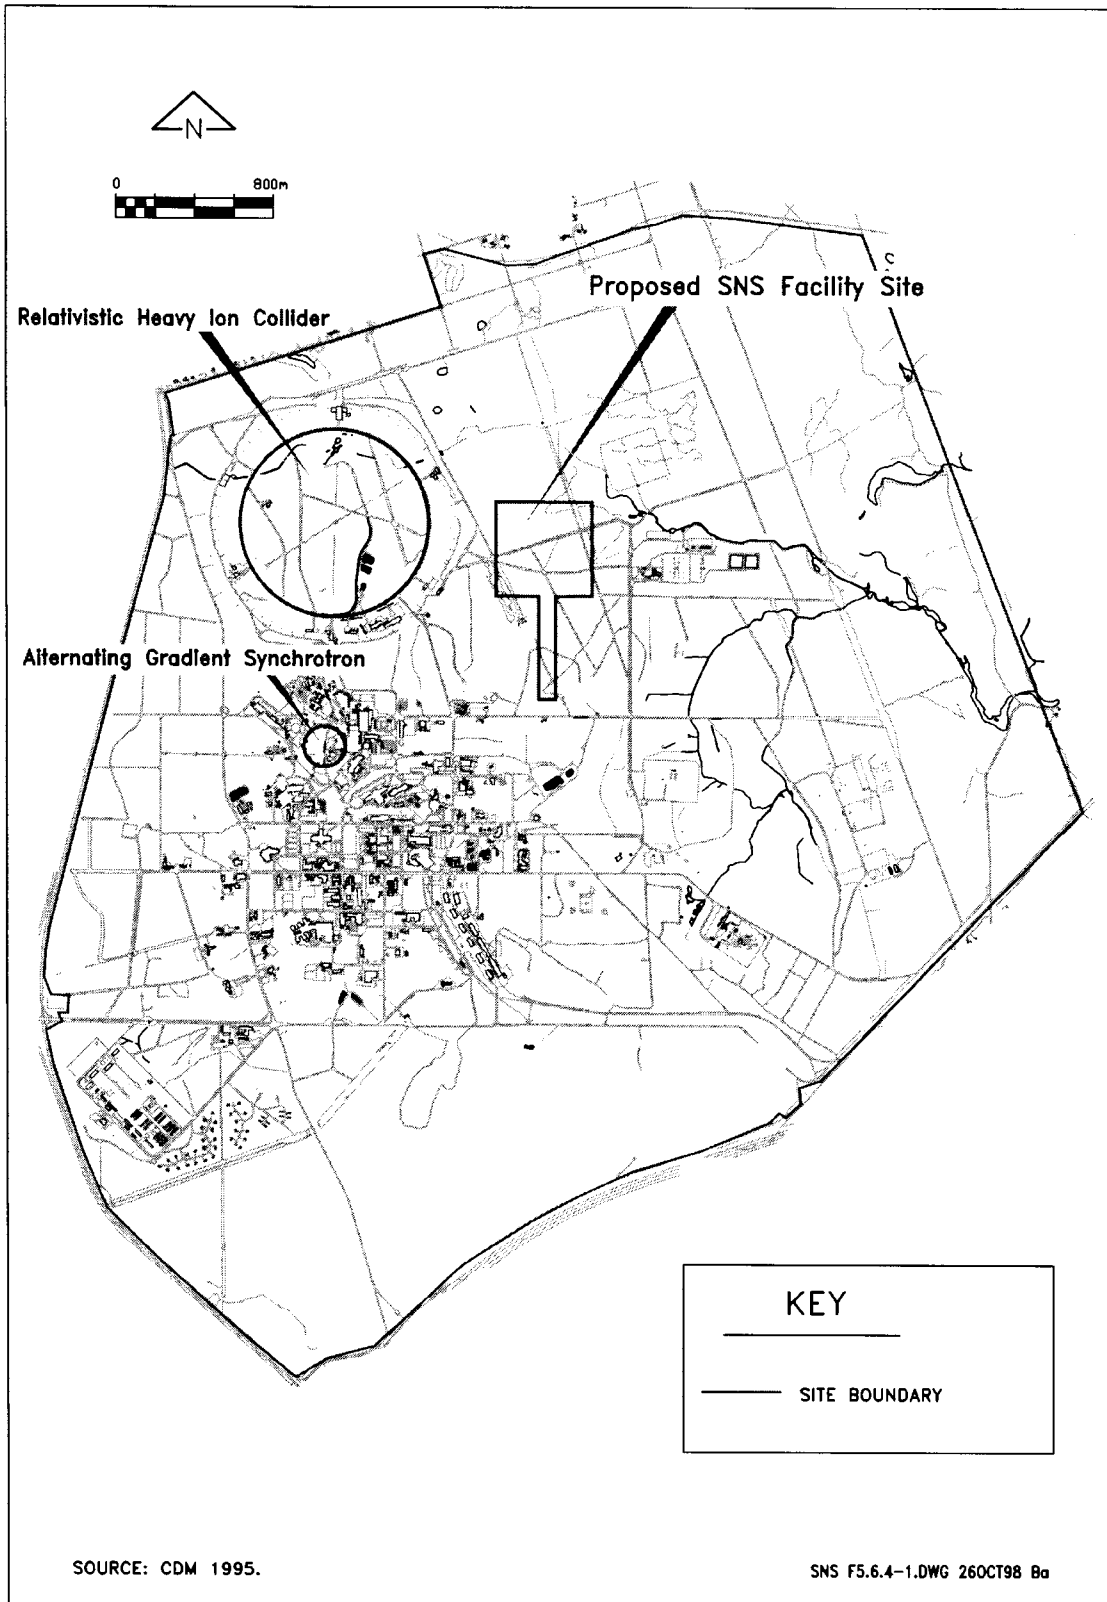 N
0 800m
Proposed SNS Facility Site
Relativistic Heavy Ion Collider
Alternating Gradient Synchrotron
KEY
SITE BOUNDARY
SOURCE: CDM 1995.
SNS F5.6.4-1.DWG 26OCT98 Ba